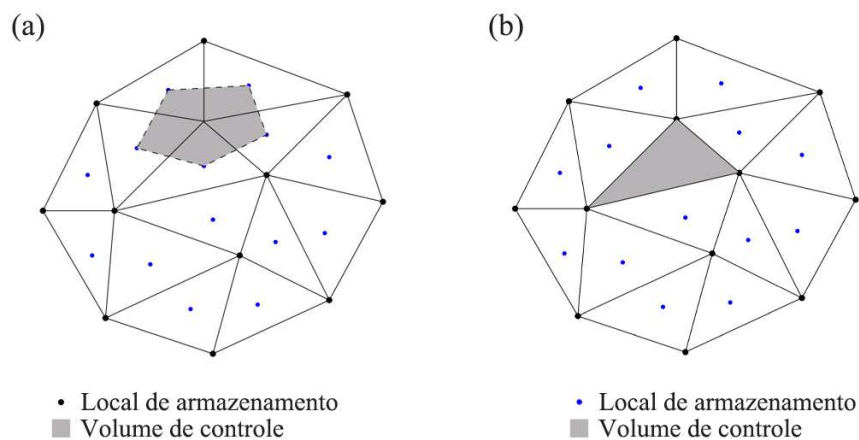 (a)
(b)
Local de armazenamento
Volume de controle
Local de armazenamento
Volume de controle